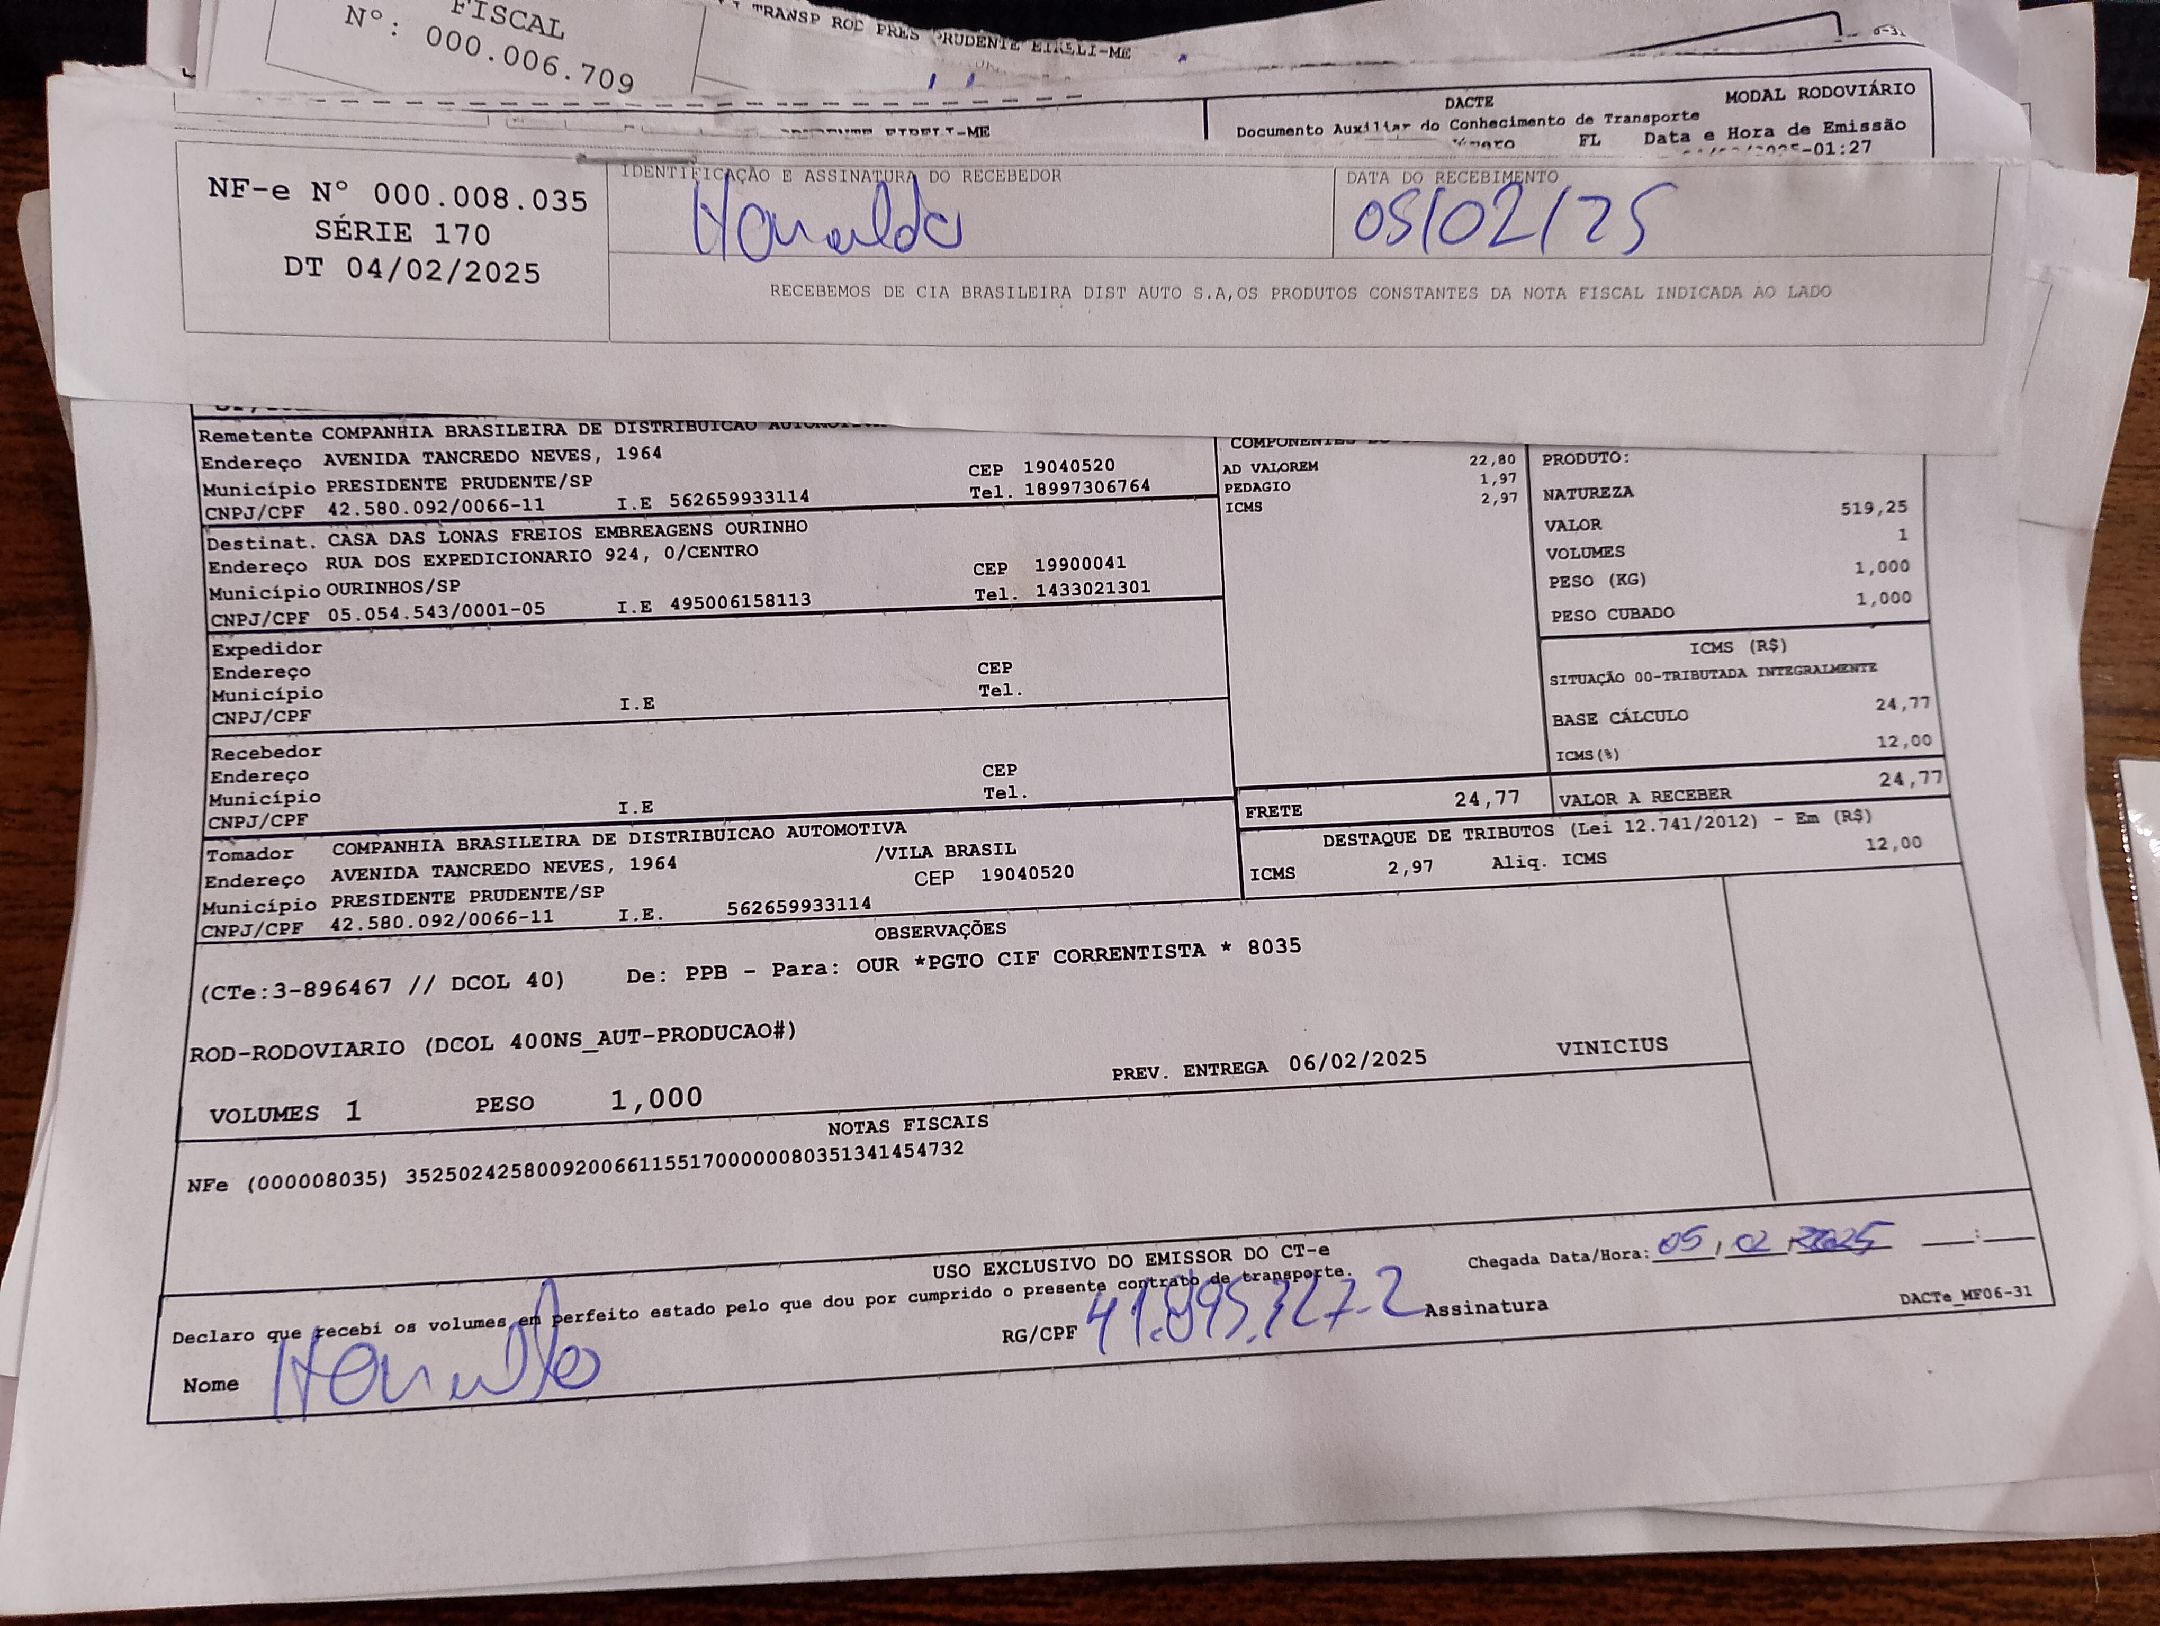 FISCAL
Nº: 000.006.709
TRANSP ROD PRES PRUDENTE EIRELI-ME
EIRELI-ME
DACTE
MODAL RODOVIÁRIO
Documento Auxiliar do Conhecimento de Transporte
FL Data e Hora de Emissão
-01:27
NF-e Nº 000.008.035
SÉRIE 170
DT 04/02/2025
IDENTIFICAÇÃO E ASSINATURA DO RECEBEDOR
DATA DO RECEBIMENTO
05/02/25
RECEBEMOS DE CIA BRASILEIRA DIST AUTO S.A,OS PRODUTOS CONSTANTES DA NOTA FISCAL INDICADA AO LADO
Remetente COMPANHIA BRASILEIRA DE DISTRIBUICAO AUTOMOTIVA
Endereço AVENIDA TANCREDO NEVES, 1964
CEP 19040520
Município PRESIDENTE PRUDENTE/SP
Tel. 18997306764
CNPJ/CPF 42.580.092/0066-11 I.E 562659933114
Destinat. CASA DAS LONAS FREIOS EMBREAGENS OURINHO
Endereço RUA DOS EXPEDICIONARIO 924, 0/CENTRO
CEP 19900041
Município OURINHOS/SP
Tel. 1433021301
CNPJ/CPF 05.054.543/0001-05 I.E 495006158113
Expedidor
Endereço CEP
Município Tel.
CNPJ/CPF I.E
Recebedor
Endereço CEP
Município Tel.
CNPJ/CPF I.E
Tomador COMPANHIA BRASILEIRA DE DISTRIBUICAO AUTOMOTIVA
Endereço AVENIDA TANCREDO NEVES, 1964 /VILA BRASIL
Município PRESIDENTE PRUDENTE/SP CEP 19040520
CNPJ/CPF 42.580.092/0066-11 I.E. 562659933114
COMPONENTES
AD VALOREM 22,80
PEDAGIO 1,97
ICMS 2,97
PRODUTO:
NATUREZA
VALOR 519,25
VOLUMES 1
PESO (KG) 1,000
PESO CUBADO 1,000
ICMS (R$)
SITUAÇÃO 00-TRIBUTADA INTEGRALMENTE
BASE CÁLCULO 24,77
ICMS(%) 12,00
FRETE 24,77 VALOR A RECEBER 24,77
DESTAQUE DE TRIBUTOS (Lei 12.741/2012) - Em (R$)
ICMS 2,97 Aliq. ICMS 12,00
OBSERVAÇÕES
(CTe:3-896467 // DCOL 40) De: PPB - Para: OUR *PGTO CIF CORRENTISTA * 8035
ROD-RODOVIARIO (DCOL 400NS_AUT-PRODUCAO#)
PREV. ENTREGA 06/02/2025 VINICIUS
VOLUMES 1 PESO 1,000
NOTAS FISCAIS
NFe (000008035) 35250242580092006611551700000080351341454732
USO EXCLUSIVO DO EMISSOR DO CT-e
Chegada Data/Hora: 05/02/2025 __:__
Declaro que recebi os volumes em perfeito estado pelo que dou por cumprido o presente contrato de transporte.
Nome
RG/CPF
Assinatura
DACTe_MF06-31